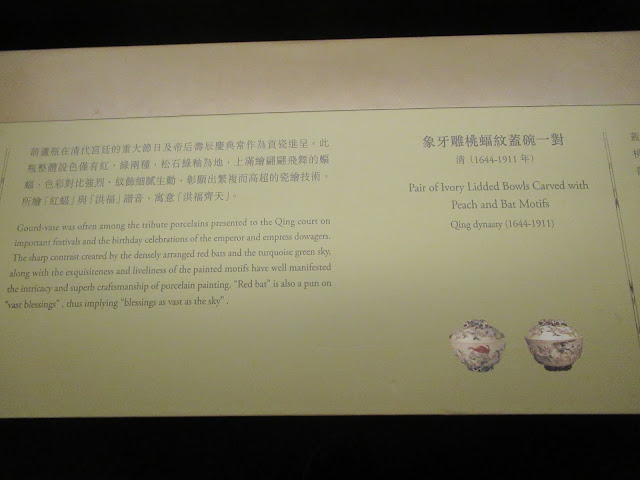 葫蘆瓶在清代宮廷的重大節日及帝后壽辰慶典常作為貢瓷進呈。此
瓶整體設色僅有紅、綠兩種，松石綠釉為地，上滿繪翩翩飛舞的蝙
蝠，色彩對比強烈，紋飾細膩生動，彰顯出繁複而高超的瓷繪技術。
所繪「紅蝠」與「洪福」諧音，寓意「洪福齊天」。
Gourd-vase was often among the tribute porcelains presented to the Qing court on
important festivals and the birthday celebrations of the emperor and empress dowagers.
The sharp contrast created by the densely arranged red bats and the turquoise green sky,
along with the exquisiteness and liveliness of the painted motifs have well manifested
the intricacy and superb craftsmanship of porcelain painting. "Red bat" is also a pun on
"vast blessings" , thus implying "blessings as vast as the sky" .
象牙雕桃蝠紋蓋碗一對
清 (1644-1911 年)
Pair of Ivory Lidded Bowls Carved with
Peach and Bat Motifs
Qing dynasty (1644-1911)